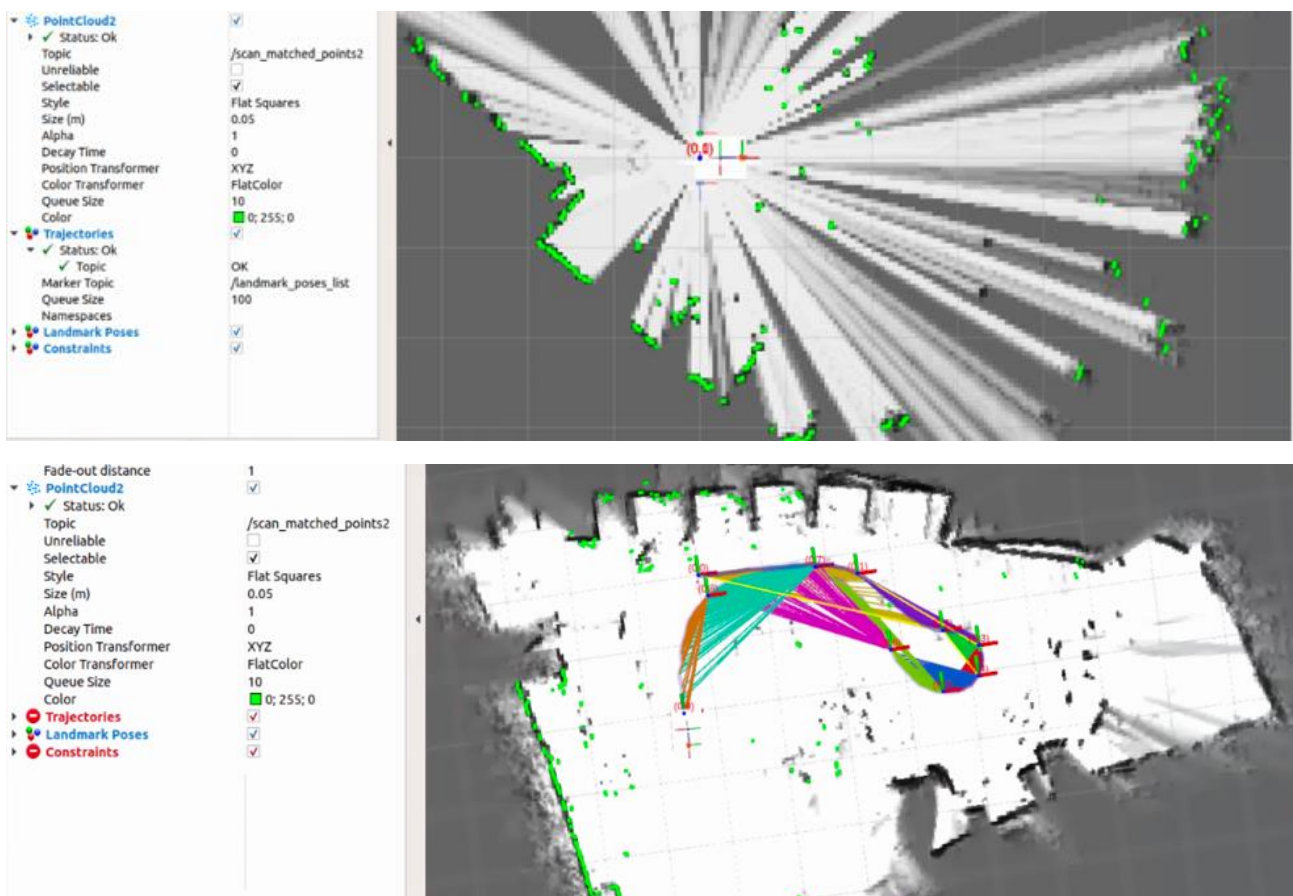 PointCloud2
Status: Ok
Topic /scan_matched_points2
Unreliable
Selectable
Style Flat Squares
Size (m) 0.05
Alpha 1
Decay Time 0
Position Transformer XYZ
Color Transformer FlatColor
Queue Size 10
Color 0; 255; 0
Trajectories
Status: Ok
Topic OK
Marker Topic /landmark_poses_list
Queue Size 100
Namespaces
Landmark Poses
Constraints
Fade-out distance 1
PointCloud2
Status: Ok
Topic /scan_matched_points2
Unreliable
Selectable
Style Flat Squares
Size (m) 0.05
Alpha 1
Decay Time 0
Position Transformer XYZ
Color Transformer FlatColor
Queue Size 10
Color 0; 255; 0
Trajectories
Landmark Poses
Constraints
(0,0)